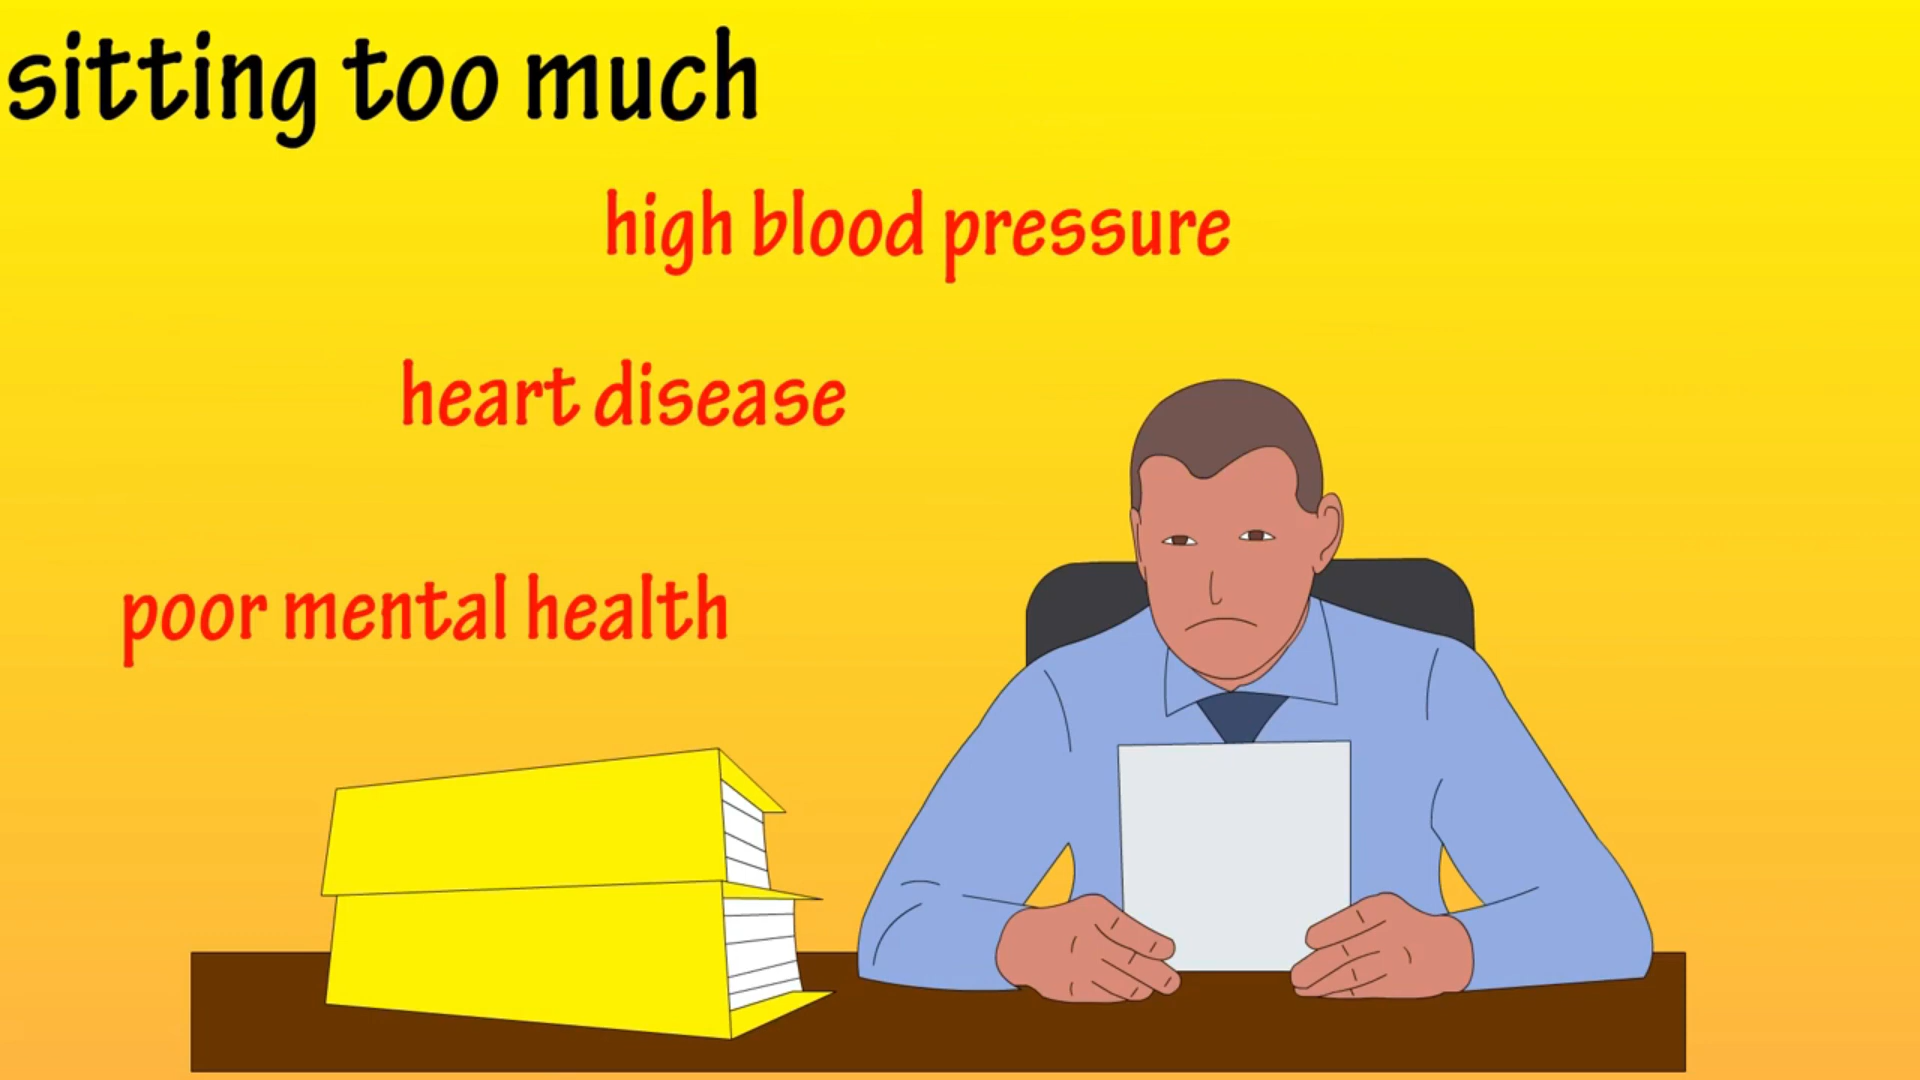 sitting too much
high blood pressure
heart disease
poor mental health